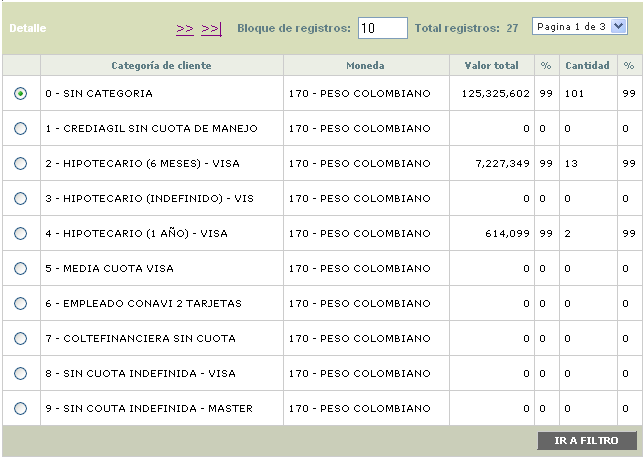 Detalle >> >>| Bloque de registros: 10 Total registros: 27 Pagina 1 de 3
Categoría de cliente Moneda Valor total % Cantidad %
0 - SIN CATEGORIA 170 - PESO COLOMBIANO 125,325,602 99 101 99
1 - CREDIAGIL SIN CUOTA DE MANEJO 170 - PESO COLOMBIANO 0 0 0 0
2 - HIPOTECARIO (6 MESES) - VISA 170 - PESO COLOMBIANO 7,227,349 99 13 99
3 - HIPOTECARIO (INDEFINIDO) - VIS 170 - PESO COLOMBIANO 0 0 0 0
4 - HIPOTECARIO (1 AÑO) - VISA 170 - PESO COLOMBIANO 614,099 99 2 99
5 - MEDIA CUOTA VISA 170 - PESO COLOMBIANO 0 0 0 0
6 - EMPLEADO CONAVI 2 TARJETAS 170 - PESO COLOMBIANO 0 0 0 0
7 - COLTEFINANCIERA SIN CUOTA 170 - PESO COLOMBIANO 0 0 0 0
8 - SIN CUOTA INDEFINIDA - VISA 170 - PESO COLOMBIANO 0 0 0 0
9 - SIN COUTA INDEFINIDA - MASTER 170 - PESO COLOMBIANO 0 0 0 0
IR A FILTRO